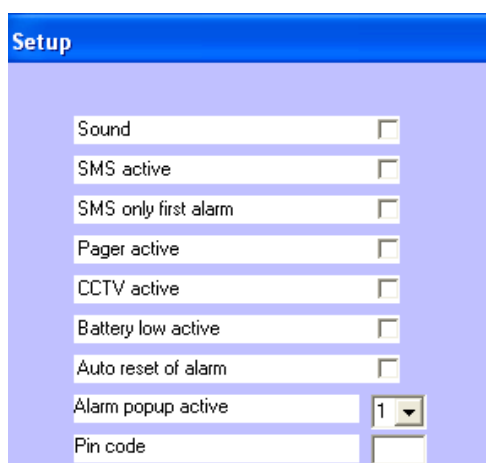 Setup
Sound
SMS active
SMS only first alarm
Pager active
CCTV active
Battery low active
Auto reset of alarm
Alarm popup active 1
Pin code